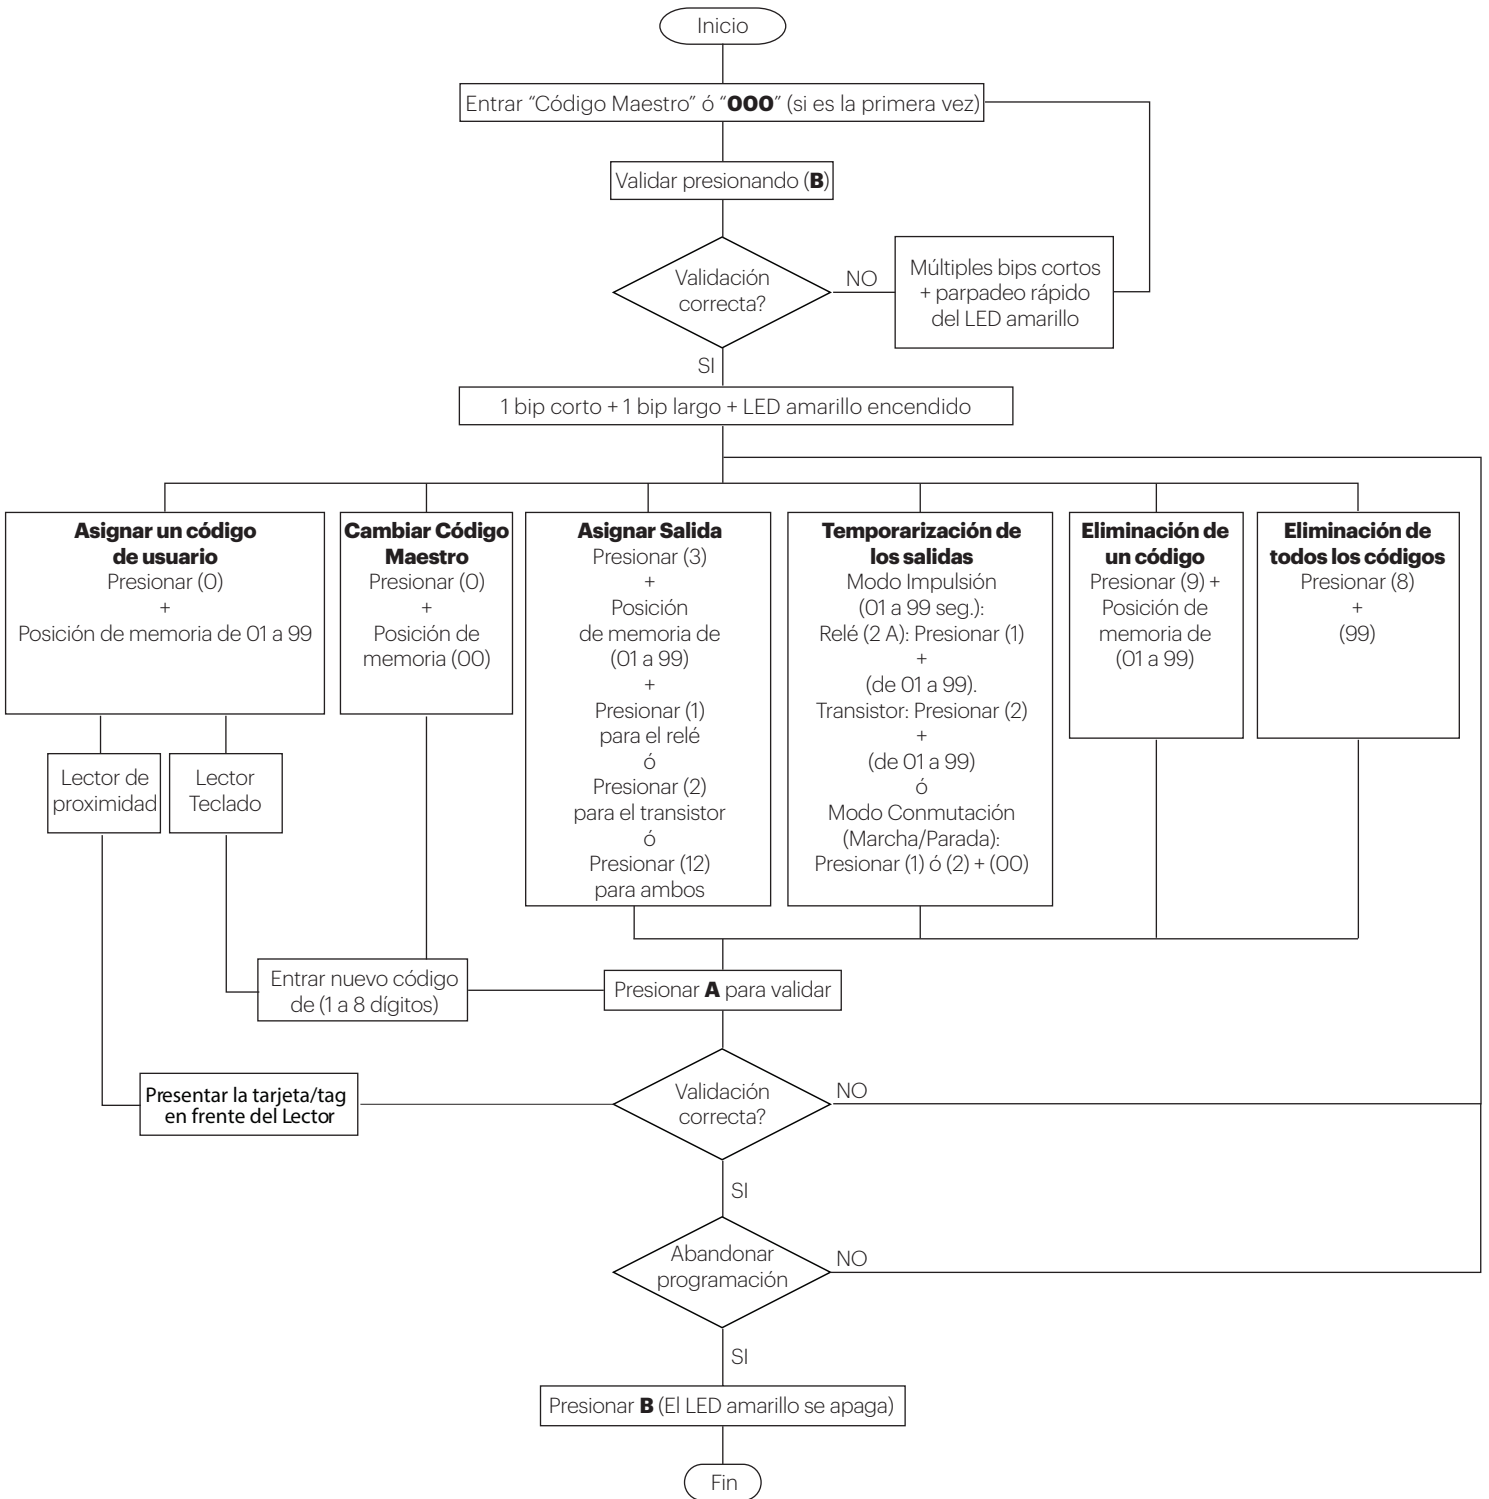 Inicio
Entrar “Código Maestro” ó “000” (si es la primera vez)
Validar presionando (B)
Validación
correcta?
NO
Múltiples bips cortos
+ parpadeo rápido
del LED amarillo
SI
1 bip corto + 1 bip largo + LED amarillo encendido
Asignar un código
de usuario
Presionar (0)
+
Posición de memoria de 01 a 99
Cambiar Código
Maestro
Presionar (0)
+
Posición de
memoria (00)
Asignar Salida
Presionar (3)
+
Posición
de memoria de
(01 a 99)
+
Presionar (1)
para el relé
ó
Presionar (2)
para el transistor
ó
Presionar (12)
para ambos
Temporarización de
los salidas
Modo Impulsión
(01 a 99 seg.):
Relé (2 A): Presionar (1)
+
(de 01 a 99).
Transistor: Presionar (2)
+
(de 01 a 99)
ó
Modo Conmutación
(Marcha/Parada):
Presionar (1) ó (2) + (00)
Eliminación de
un código
Presionar (9) +
Posición de
memoria de
(01 a 99)
Eliminación de
todos los códigos
Presionar (8)
+
(99)
Lector de
proximidad
Lector
Teclado
Entrar nuevo código
de (1 a 8 dígitos)
Presionar A para validar
Presentar la tarjeta/tag
en frente del Lector
Validación
correcta?
NO
SI
Abandonar
programación
NO
SI
Presionar B (El LED amarillo se apaga)
Fin